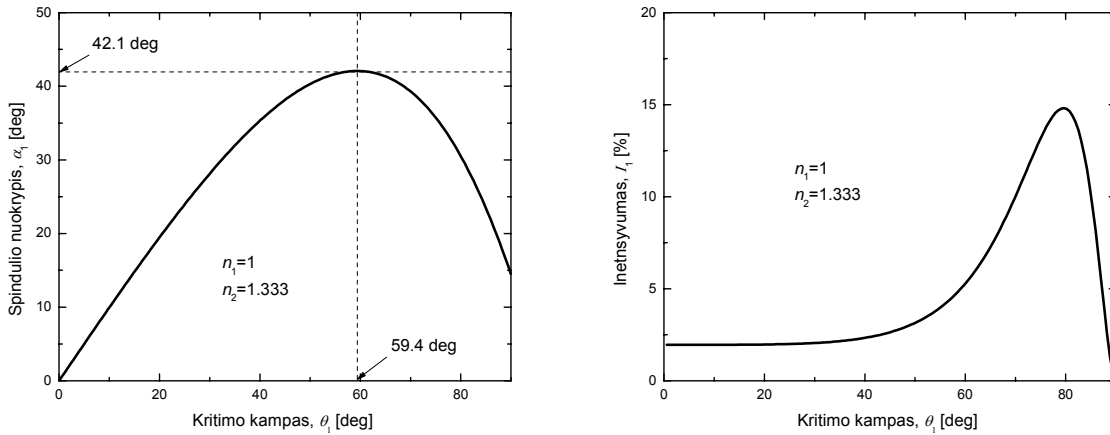 50
40
30
20
10
0
Spindulio nuokrypis, α₁ [deg]
42.1 deg
n₁=1
n₂=1.333
59.4 deg
0 20 40 60 80
Kritimo kampas, θ₁ [deg]
20
15
10
5
0
Inetnsyvumas, I₁ [%]
n₁=1
n₂=1.333
0 20 40 60 80
Kritimo kampas, θ₁ [deg]